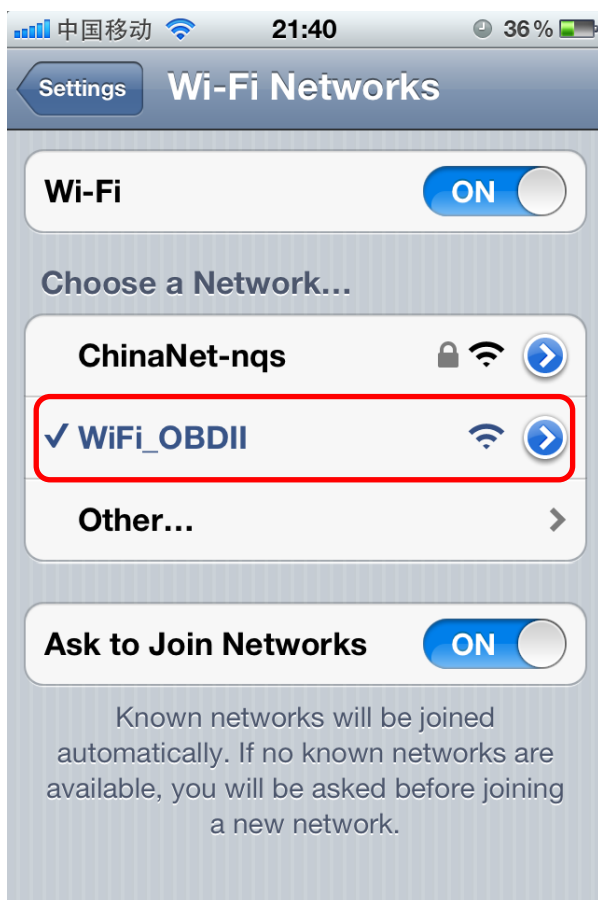 中国移动 21:40 36%
Settings Wi-Fi Networks
Wi-Fi ON
Choose a Network...
ChinaNet-nqs
✓ WiFi_OBDII
Other...
Ask to Join Networks ON
Known networks will be joined
automatically. If no known networks are
available, you will be asked before joining
a new network.